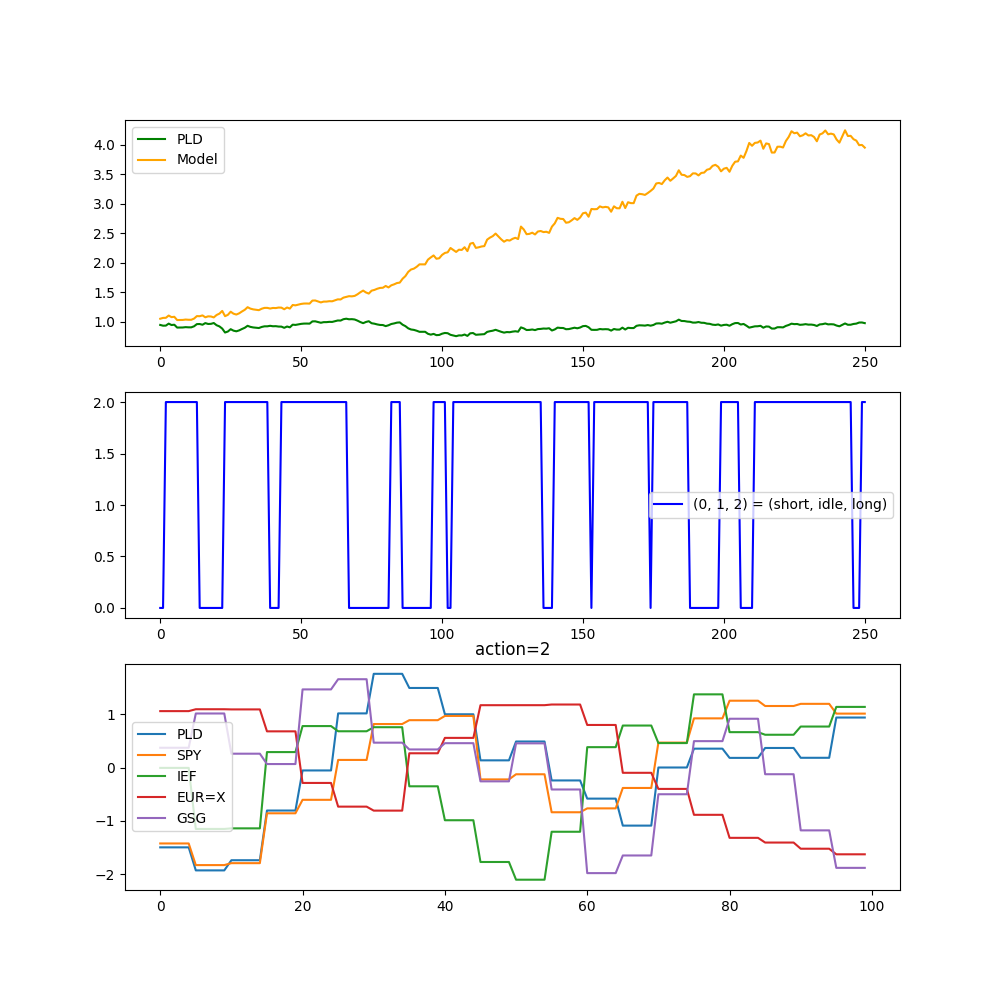 PLD
Model
4.0
3.5
3.0
2.5
2.0
1.5
1.0
0 50 100 150 200 250
2.0
1.5
1.0
0.5
0.0
(0, 1, 2) = (short, idle, long)
0 50 100 150 200 250
action=2
1
0
−1
−2
PLD
SPY
IEF
EUR=X
GSG
0 20 40 60 80 100